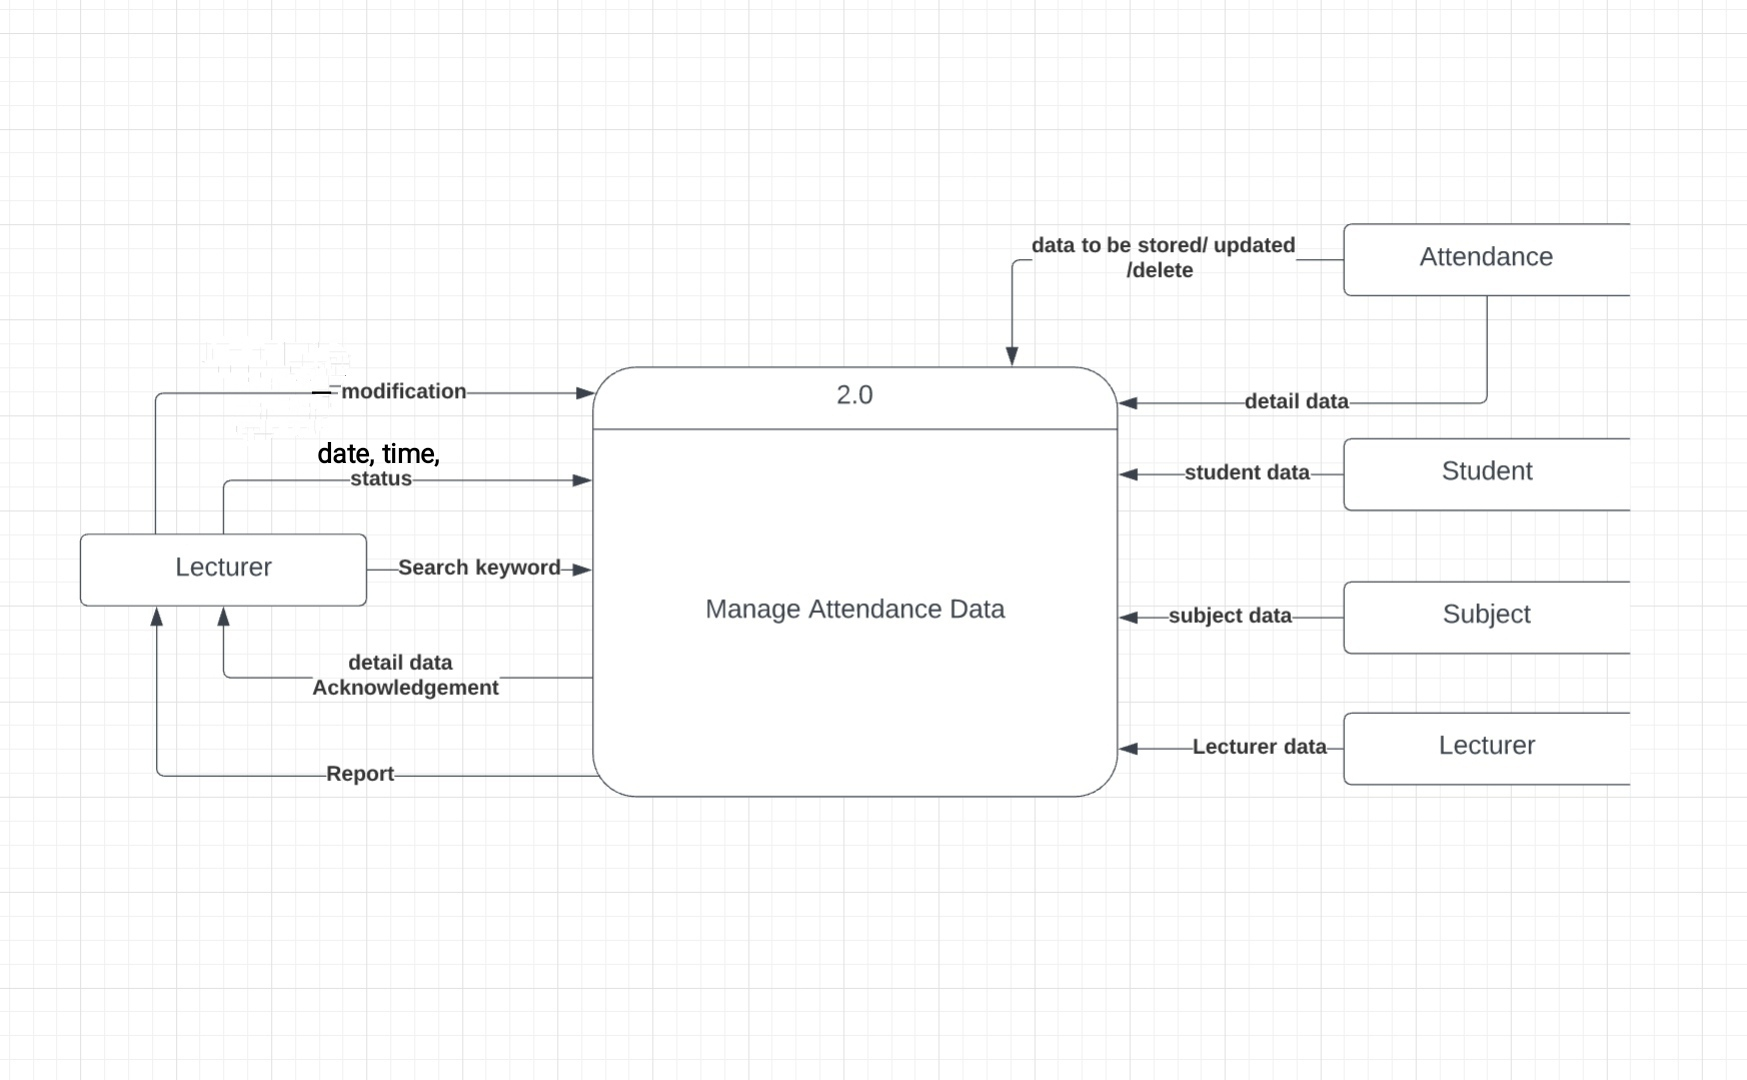 data to be stored/ updated
/delete
Attendance
modification
2.0
detail data
date, time,
status
student data
Student
Lecturer
Search keyword
Manage Attendance Data
subject data
Subject
detail data
Acknowledgement
Lecturer data
Lecturer
Report